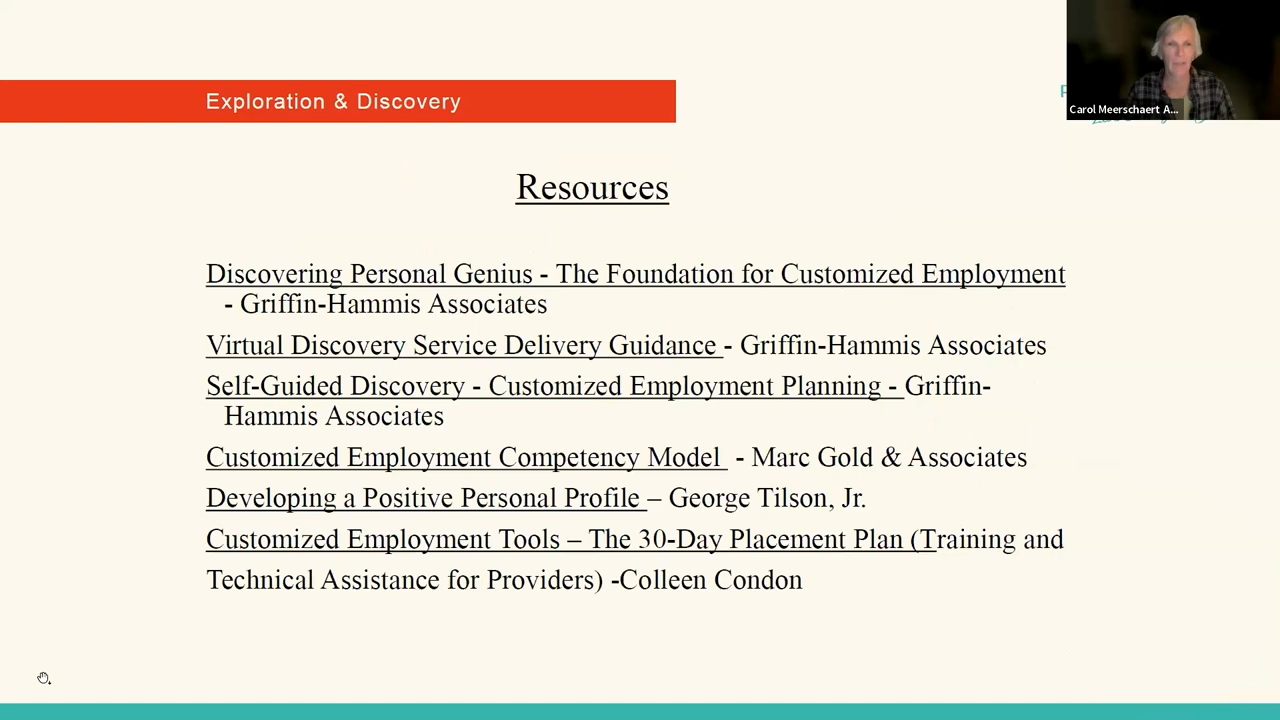 Exploration & Discovery
Carol Meerschaert A...
Resources
Discovering Personal Genius - The Foundation for Customized Employment
- Griffin-Hammis Associates
Virtual Discovery Service Delivery Guidance - Griffin-Hammis Associates
Self-Guided Discovery - Customized Employment Planning - Griffin-
Hammis Associates
Customized Employment Competency Model - Marc Gold & Associates
Developing a Positive Personal Profile – George Tilson, Jr.
Customized Employment Tools – The 30-Day Placement Plan (Training and
Technical Assistance for Providers) -Colleen Condon